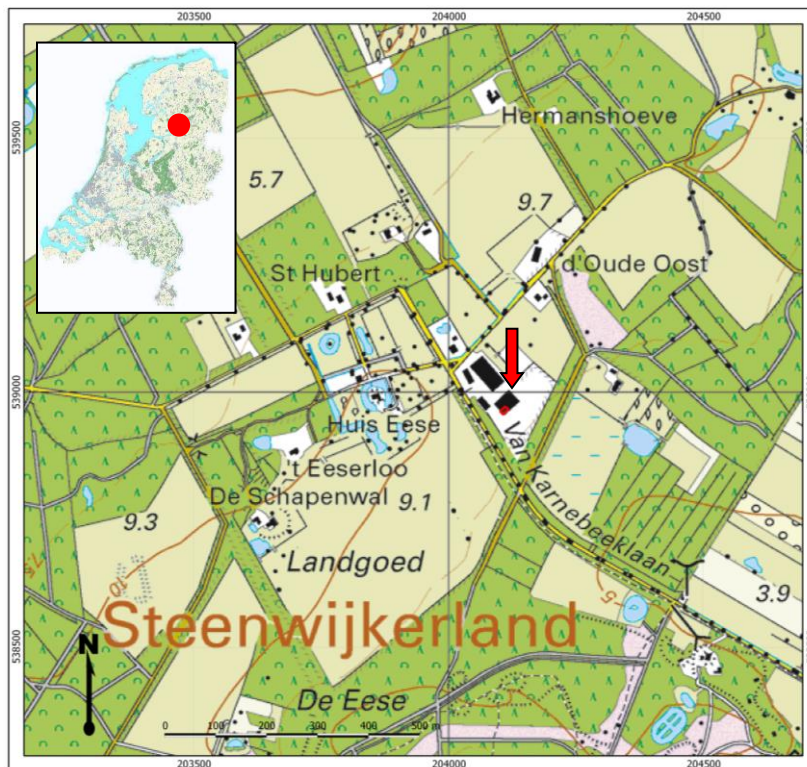 203500
204000
204500
539500
539000
538500
Hermanshoeve
5.7
9.7
St Hubert
d'Oude Oost
Huis Eese
't Eeserloo
Van Karnebeeklaan
De Schapenwal
9.3
9.1
Landgoed
10
-5
3.9
Steenwijkerland
N
De Eese
0 100 200 300 400 500 m
203500
204000
204500